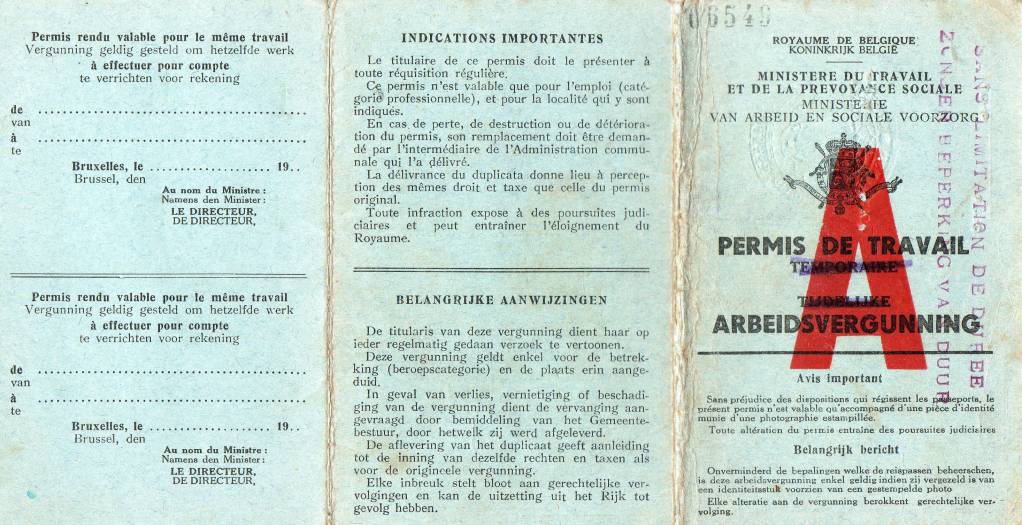 Permis rendu valable pour le même travail
Vergunning geldig gesteld om hetzelfde werk
à effectuer pour compte
te verrichten voor rekening
de
van
à
te
Bruxelles, le ........................ 19..
Brussel, den
Au nom du Ministre :
Namens den Minister :
LE DIRECTEUR,
DE DIRECTEUR,
Permis rendu valable pour le même travail
Vergunning geldig gesteld om hetzelfde werk
à effectuer pour compte
te verrichten voor rekening
de
van
à
te
Bruxelles, le ........................ 19..
Brussel, den
Au nom du Ministre :
Namens den Minister :
LE DIRECTEUR,
DE DIRECTEUR,
INDICATIONS IMPORTANTES
Le titulaire de ce permis doit le présenter à
toute réquisition régulière.
Ce permis n'est valable que pour l'emploi (caté-
gorie professionnelle), et pour la localité qui y sont
indiqués.
En cas de perte, de destruction ou de détériora-
tion du permis, son remplacement doit être deman-
dé par l'intermédiaire de l'Administration commu-
nale qui l'a délivré.
La délivrance du duplicata donne lieu à percep-
tion des mêmes droit et taxe que celle du permis
original.
Toute infraction expose à des poursuites judi-
ciaires et peut entraîner l'éloignement du
Royaume.
BELANGRIJKE AANWIJZINGEN
De titularis van deze vergunning dient haar op
ieder regelmatig gedaan verzoek te vertoonen.
Deze vergunning geldt enkel voor de betrek-
king (beroepscategorie) en de plaats erin aange-
duid.
In geval van verlies, vernietiging of beschadi-
ging van de vergunning dient de vervanging aan-
gevraagd door bemiddeling van het Gemeente-
bestuur, door hetwelk zij werd afgeleverd.
De aflevering van het duplicaat geeft aanleiding
tot de inning van dezelfde rechten en taxen als
voor de origineele vergunning.
Elke inbreuk stelt bloot aan gerechtelijke ver-
volgingen en kan de uitzetting uit het Rijk tot
gevolg hebben.
06549
ROYAUME DE BELGIQUE
KONINKRIJK BELGIË
MINISTERE DU TRAVAIL
ET DE LA PREVOYANCE SOCIALE
MINISTERIE
VAN ARBEID EN SOCIALE VOORZORG
A
PERMIS DE TRAVAIL
TEMPORAIRE
TIJDELIJKE
ARBEIDSVERGUNNING
Avis important
Sans préjudice des dispositions qui régissent les passeports, le
présent permis n'est valable qu'accompagné d'une pièce d'identité
munie d'une photographie estampillée.
Toute altération du permis entraîne des poursuites judiciaires
Belangrijk bericht
Onverminderd de bepalingen welke de reispassen beheerschen,
is deze arbeidsvergunning enkel geldig indien zij vergezeld is van
een identiteitsstuk voorzien van een gestempelde photo
Elke alteratie aan de vergunning berokkent gerechtelijke ver-
volging.
SANS LIMITATION DE DUREE
ZONDER BEPERKING VAN DUUR